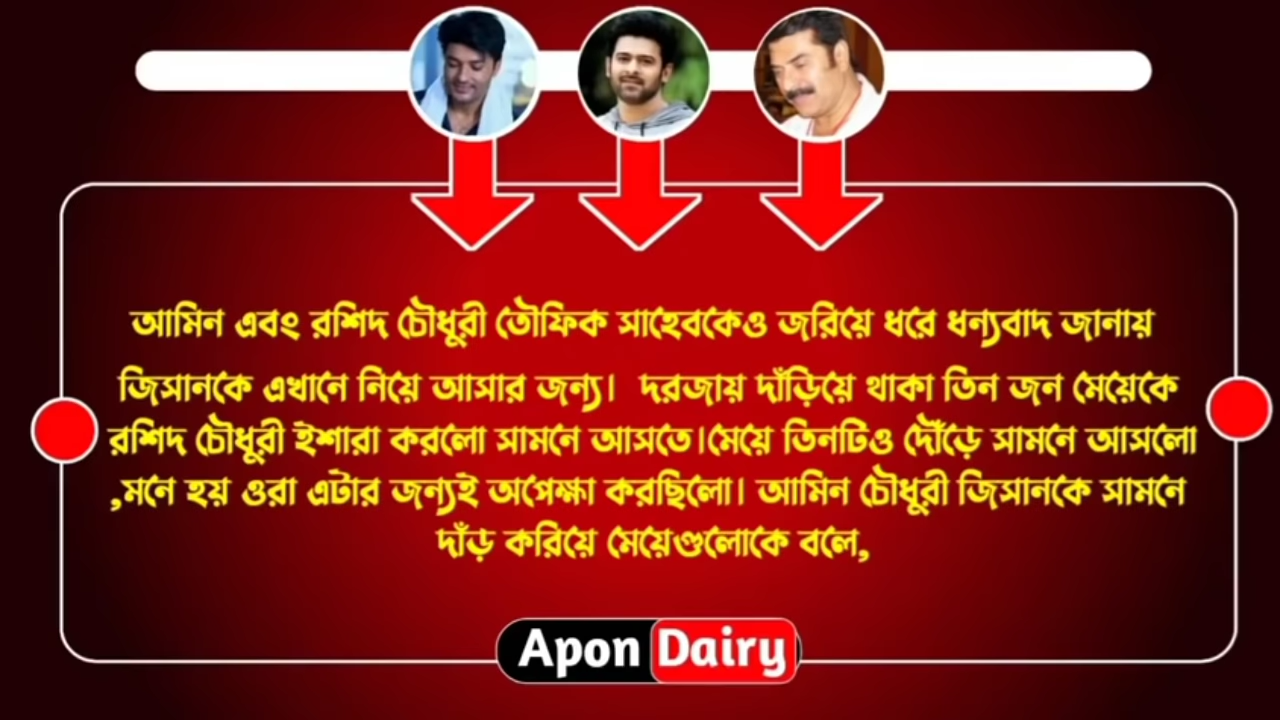 আমিন এবং রশিদ চৌধুরী তৌফিক সাহেবকেও জরিয়ে ধরে ধন্যবাদ জানায়
জিসানকে এখানে নিয়ে আসার জন্য। দরজায় দাঁড়িয়ে থাকা তিন জন মেয়েকে
রশিদ চৌধুরী ইশারা করলো সামনে আসতে।মেয়ে তিনটিও দৌঁড়ে সামনে আসলো
,মনে হয় ওরা এটার জন্যই অপেক্ষা করছিলো। আমিন চৌধুরী জিসানকে সামনে
দাঁড় করিয়ে মেয়েগুলোকে বলে,
Apon Dairy